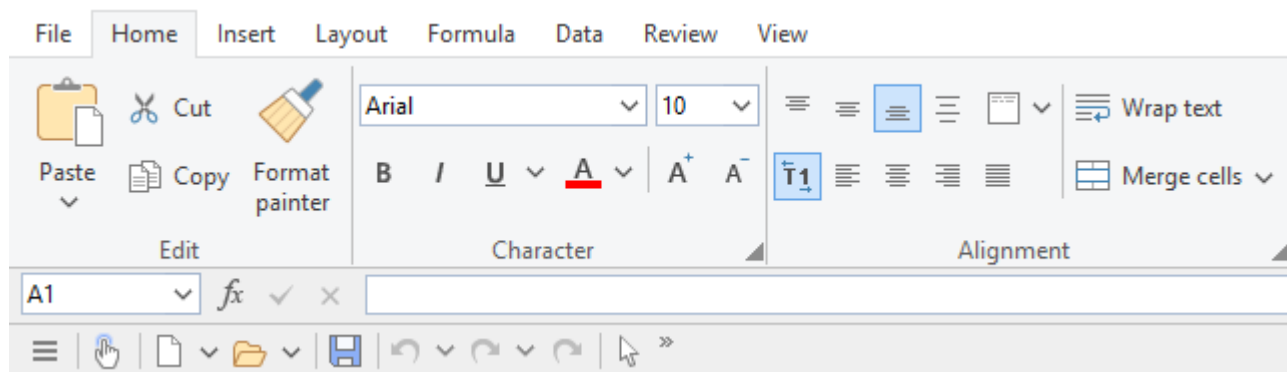 File Home Insert Layout Formula Data Review View
Cut Arial 10 Wrap text
Paste Copy Format painter B I U A A+ A- T1 Merge cells
Edit Character Alignment
A1 fx